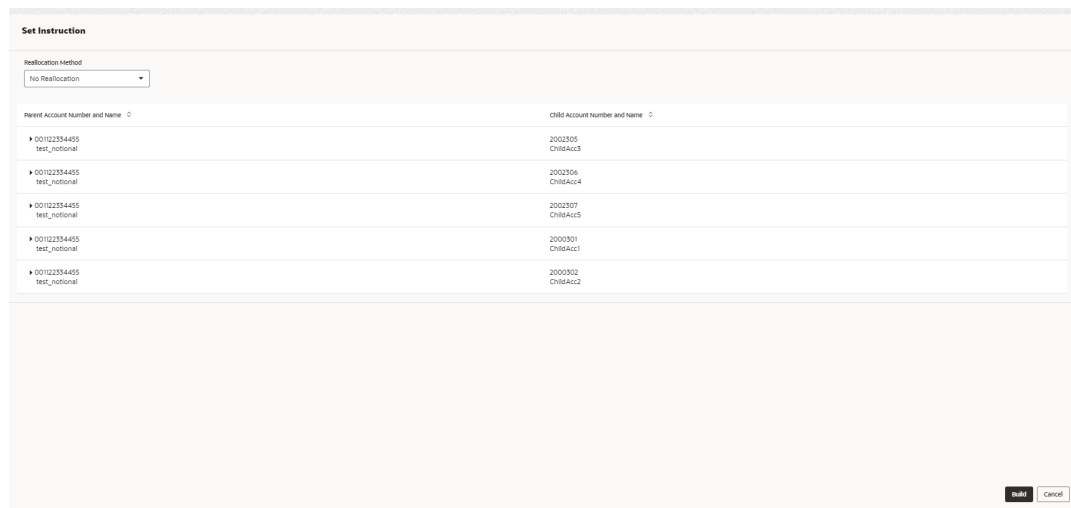 Set Instruction
Reallocation Method
No Reallocation
Parent Account Number and Name Child Account Number and Name
001122334455 2002305
test_notional ChildAcc3
001122334455 2002306
test_notional ChildAcc4
001122334455 2002307
test_notional ChildAcc5
001122334455 2000301
test_notional ChildAcc1
001122334455 2000302
test_notional ChildAcc2
Build Cancel